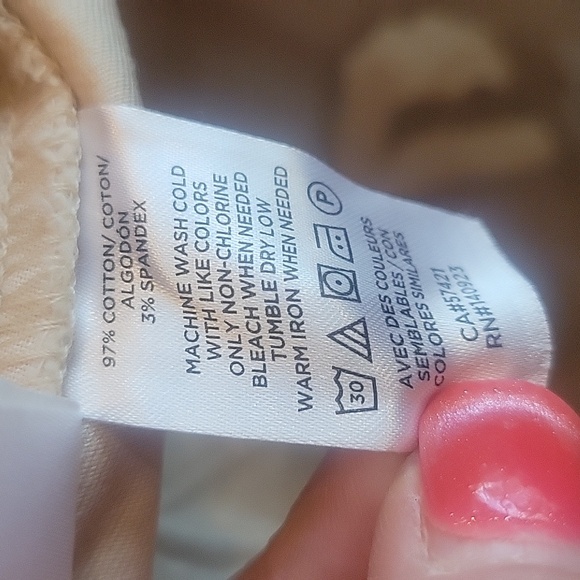 97% COTTON/ COTON/
ALGODÓN
3% SPANDEX
MACHINE WASH COLD
WITH LIKE COLORS
ONLY NON-CHLORINE
BLEACH WHEN NEEDED
TUMBLE DRY LOW
WARM IRON WHEN NEEDED
30
P
AVEC DES COULEURS
SEMBLABLES / CON
COLORES SIMILARES
CA#57421
RN#140923